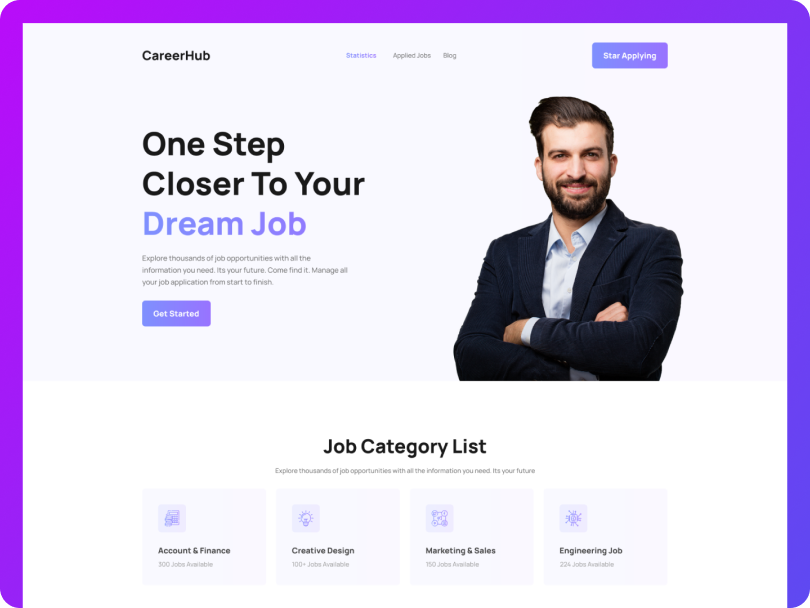 CareerHub
Statistics Applied Jobs Blog
Star Applying
One Step
Closer To Your
Dream Job
Explore thousands of job opportunities with all the
information you need. Its your future. Come find it. Manage all
your job application from start to finish.
Get Started
Job Category List
Explore thousands of job opportunities with all the information you need. Its your future
Account & Finance
300 Jobs Available
Creative Design
100+ Jobs Available
Marketing & Sales
150 Jobs Available
Engineering Job
224 Jobs Available